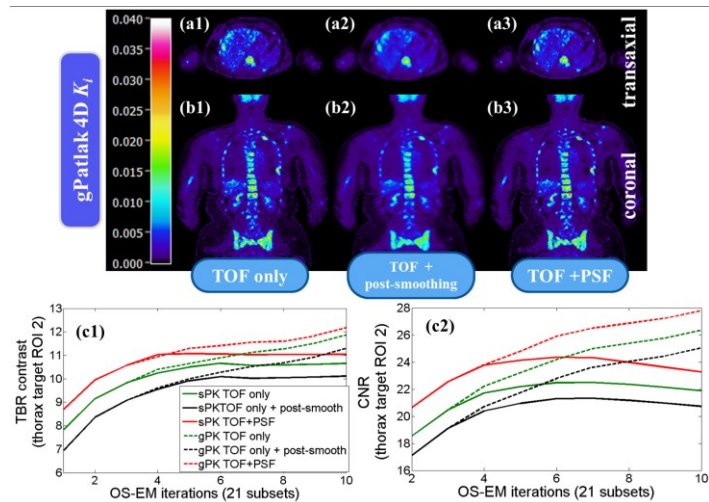 gPatlak 4D Ki
0.040
0.035
0.030
0.025
0.020
0.015
0.010
0.005
0.000
(a1) (a2) (a3)
transaxial
(b1) (b2) (b3)
coronal
TOF only
TOF +
post-smoothing
TOF +PSF
(c1)
TBR contrast
(thorax target ROI 2)
13
12
11
10
9
8
7
6
2 4 6 8 10
OS-EM iterations (21 subsets)
sPK TOF only
sPKTOF only + post-smooth
sPK TOF+PSF
gPK TOF only
gPK TOF only + post-smooth
gPK TOF+PSF
(c2)
CNR
(thorax target ROI 2)
28
26
24
22
20
18
16
2 4 6 8 10
OS-EM iterations (21 subsets)